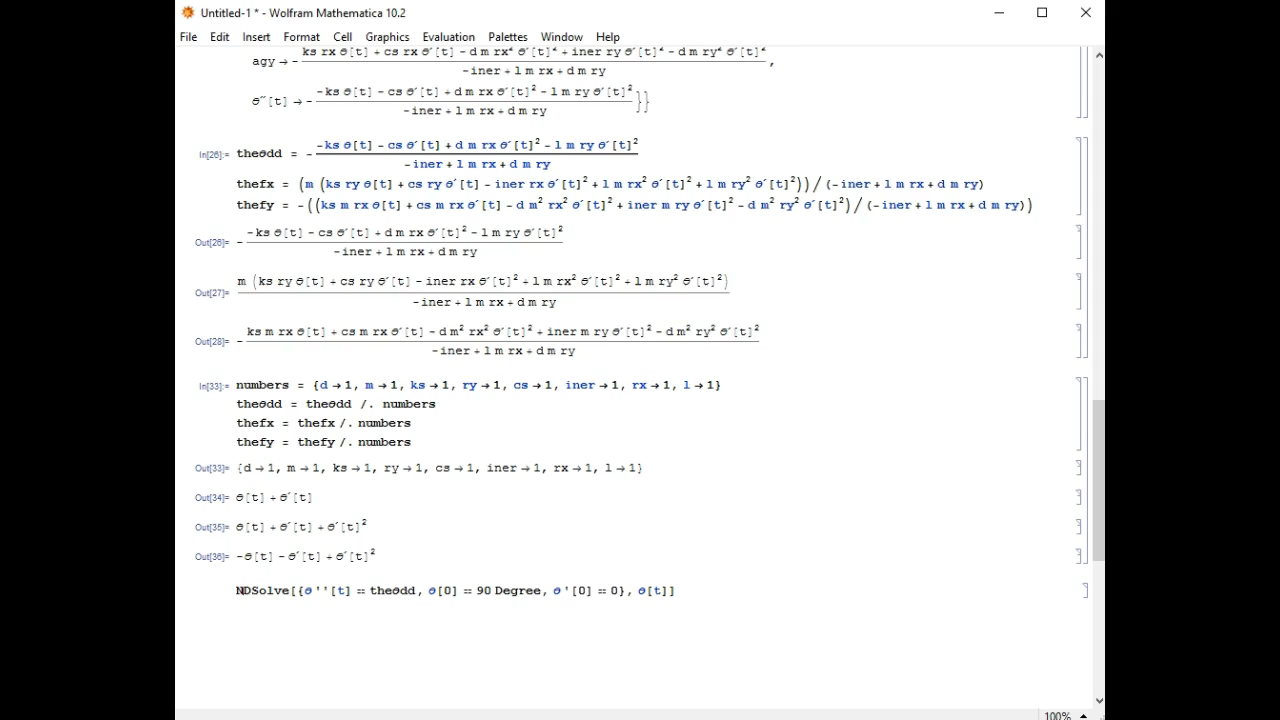 Untitled-1 * - Wolfram Mathematica 10.2
File Edit Insert Format Cell Graphics Evaluation Palettes Window Help
agy → - (ks rx θ[t] + cs rx θ′[t] - d m rx² θ′[t]² + iner ry θ′[t]² - d m ry² θ′[t]²) / (-iner + l m rx + d m ry),
θ″[t] → - (-ks θ[t] - cs θ′[t] + d m rx θ′[t]² - l m ry θ′[t]²) / (-iner + l m rx + d m ry)}}
In[26]:= theθdd = - (-ks θ[t] - cs θ′[t] + d m rx θ′[t]² - l m ry θ′[t]²) / (-iner + l m rx + d m ry)
thefx = (m (ks ry θ[t] + cs ry θ′[t] - iner rx θ′[t]² + l m rx² θ′[t]² + l m ry² θ′[t]²)) / (-iner + l m rx + d m ry)
thefy = -((ks m rx θ[t] + cs m rx θ′[t] - d m² rx² θ′[t]² + iner m ry θ′[t]² - d m² ry² θ′[t]²) / (-iner + l m rx + d m ry))
Out[26]= - (-ks θ[t] - cs θ′[t] + d m rx θ′[t]² - l m ry θ′[t]²) / (-iner + l m rx + d m ry)
Out[27]= m (ks ry θ[t] + cs ry θ′[t] - iner rx θ′[t]² + l m rx² θ′[t]² + l m ry² θ′[t]²) / (-iner + l m rx + d m ry)
Out[28]= - (ks m rx θ[t] + cs m rx θ′[t] - d m² rx² θ′[t]² + iner m ry θ′[t]² - d m² ry² θ′[t]²) / (-iner + l m rx + d m ry)
In[33]:= numbers = {d → 1, m → 1, ks → 1, ry → 1, cs → 1, iner → 1, rx → 1, l → 1}
theθdd = theθdd /. numbers
thefx = thefx /. numbers
thefy = thefy /. numbers
Out[33]= {d → 1, m → 1, ks → 1, ry → 1, cs → 1, iner → 1, rx → 1, l → 1}
Out[34]= θ[t] + θ′[t]
Out[35]= θ[t] + θ′[t] + θ′[t]²
Out[36]= -θ[t] - θ′[t] + θ′[t]²
NDSolve[{θ''[t] == theθdd, θ[0] == 90 Degree, θ'[0] == 0}, θ[t]]
100%